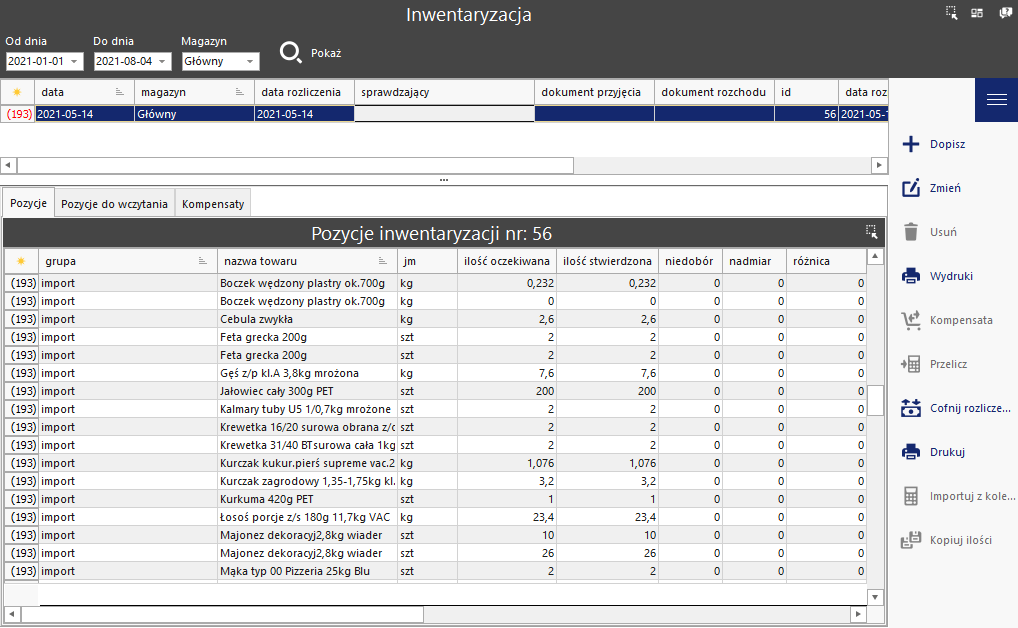 Inwentaryzacja
Od dnia Do dnia Magazyn
2021-01-01 2021-08-04 Główny Pokaż
data magazyn data rozliczenia sprawdzający dokument przyjęcia dokument rozchodu id data roz
(193) 2021-05-14 Główny 2021-05-14 56 2021-05-1
Dopisz
Zmień
Usuń
Wydruki
Kompensata
Przelicz
Cofnij rozlicze...
Drukuj
Importuj z kole...
Kopiuj ilości
Pozycje Pozycje do wczytania Kompensaty
Pozycje inwentaryzacji nr: 56
grupa nazwa towaru jm ilość oczekiwana ilość stwierdzona niedobór nadmiar różnica
(193) import Boczek wędzony plastry ok.700g kg 0,232 0,232 0 0 0
(193) import Boczek wędzony plastry ok.700g kg 0 0 0 0 0
(193) import Cebula zwykła kg 2,6 2,6 0 0 0
(193) import Feta grecka 200g szt 2 2 0 0 0
(193) import Feta grecka 200g szt 2 2 0 0 0
(193) import Gęś z/p kl.A 3,8kg mrożona kg 7,6 7,6 0 0 0
(193) import Jałowiec cały 300g PET szt 200 200 0 0 0
(193) import Kalmary tuby U5 1/0,7kg mrożone szt 2 2 0 0 0
(193) import Krewetka 16/20 surowa obrana z/c szt 2 2 0 0 0
(193) import Krewetka 31/40 BTsurowa cała 1kg szt 2 2 0 0 0
(193) import Kurczak kukur.pierś supreme vac.2 kg 1,076 1,076 0 0 0
(193) import Kurczak zagrodowy 1,35-1,75kg kl. kg 3,2 3,2 0 0 0
(193) import Kurkuma 420g PET szt 1 1 0 0 0
(193) import Łosoś porcje z/s 180g 11,7kg VAC kg 23,4 23,4 0 0 0
(193) import Majonez dekoracyj2,8kg wiader szt 10 10 0 0 0
(193) import Majonez dekoracyj2,8kg wiader szt 26 26 0 0 0
(193) import Mąka typ 00 Pizzeria 25kg Blu szt 2 2 0 0 0